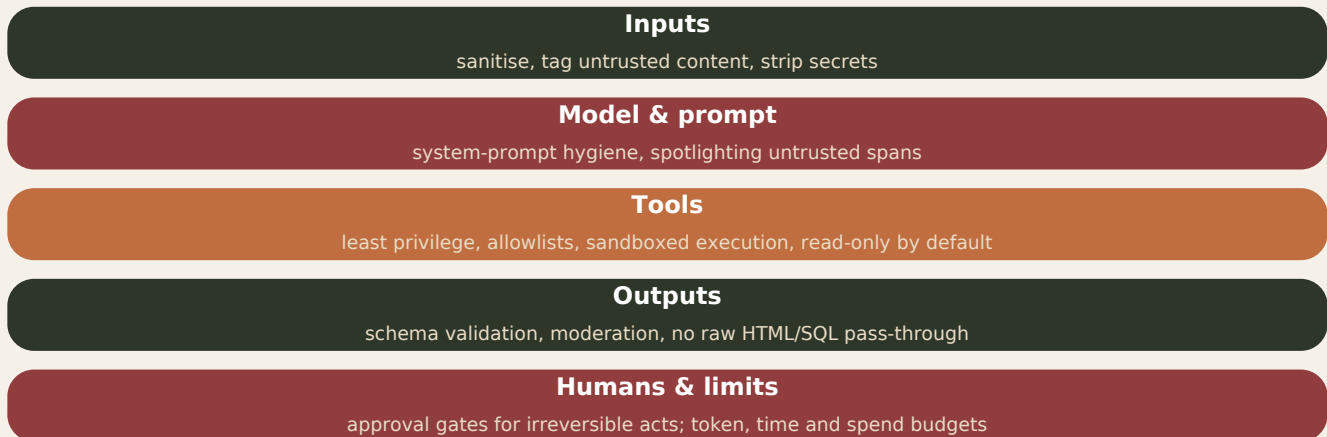 Inputs
sanitise, tag untrusted content, strip secrets
Model & prompt
system-prompt hygiene, spotlighting untrusted spans
Tools
least privilege, allowlists, sandboxed execution, read-only by default
Outputs
schema validation, moderation, no raw HTML/SQL pass-through
Humans & limits
approval gates for irreversible acts; token, time and spend budgets